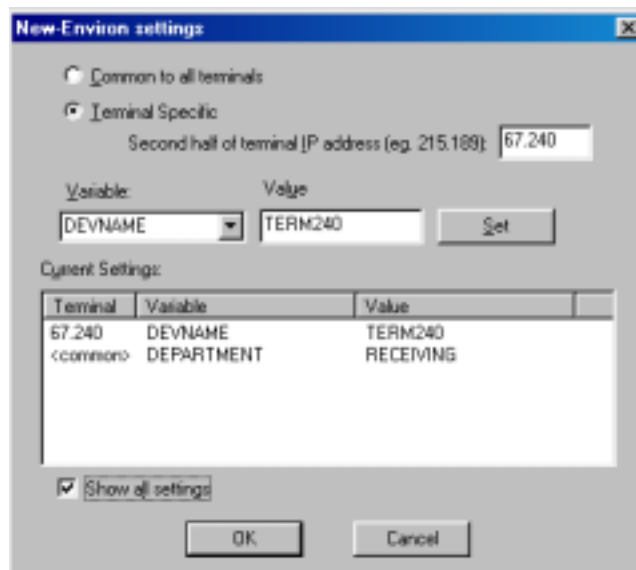 New-Environ settings
Common to all terminals
Terminal Specific
Second half of terminal IP address (eg. 215.189): 67.240
Variable: Value
DEVNAME TERM240 Set
Current Settings:
Terminal Variable Value
67.240 DEVNAME TERM240
<common> DEPARTMENT RECEIVING
Show all settings
OK Cancel